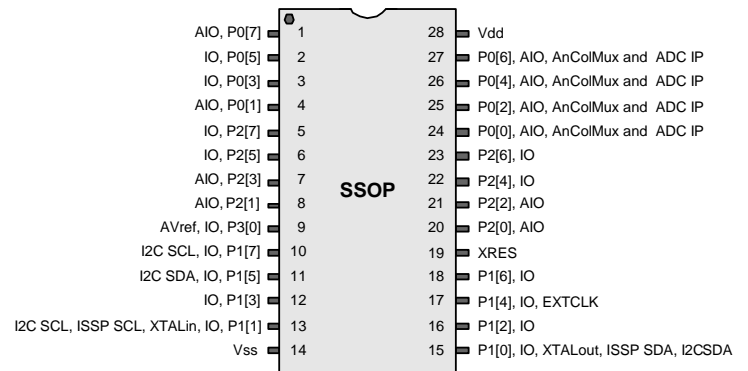 AIO, P0[7] 1 28 Vdd
IO, P0[5] 2 27 P0[6], AIO, AnColMux and ADC IP
IO, P0[3] 3 26 P0[4], AIO, AnColMux and ADC IP
AIO, P0[1] 4 25 P0[2], AIO, AnColMux and ADC IP
IO, P2[7] 5 24 P0[0], AIO, AnColMux and ADC IP
IO, P2[5] 6 23 P2[6], IO
AIO, P2[3] 7 22 P2[4], IO
SSOP
AIO, P2[1] 8 21 P2[2], AIO
AVref, IO, P3[0] 9 20 P2[0], AIO
I2C SCL, IO, P1[7] 10 19 XRES
I2C SDA, IO, P1[5] 11 18 P1[6], IO
IO, P1[3] 12 17 P1[4], IO, EXTCLK
I2C SCL, ISSP SCL, XTALin, IO, P1[1] 13 16 P1[2], IO
Vss 14 15 P1[0], IO, XTALout, ISSP SDA, I2CSDA